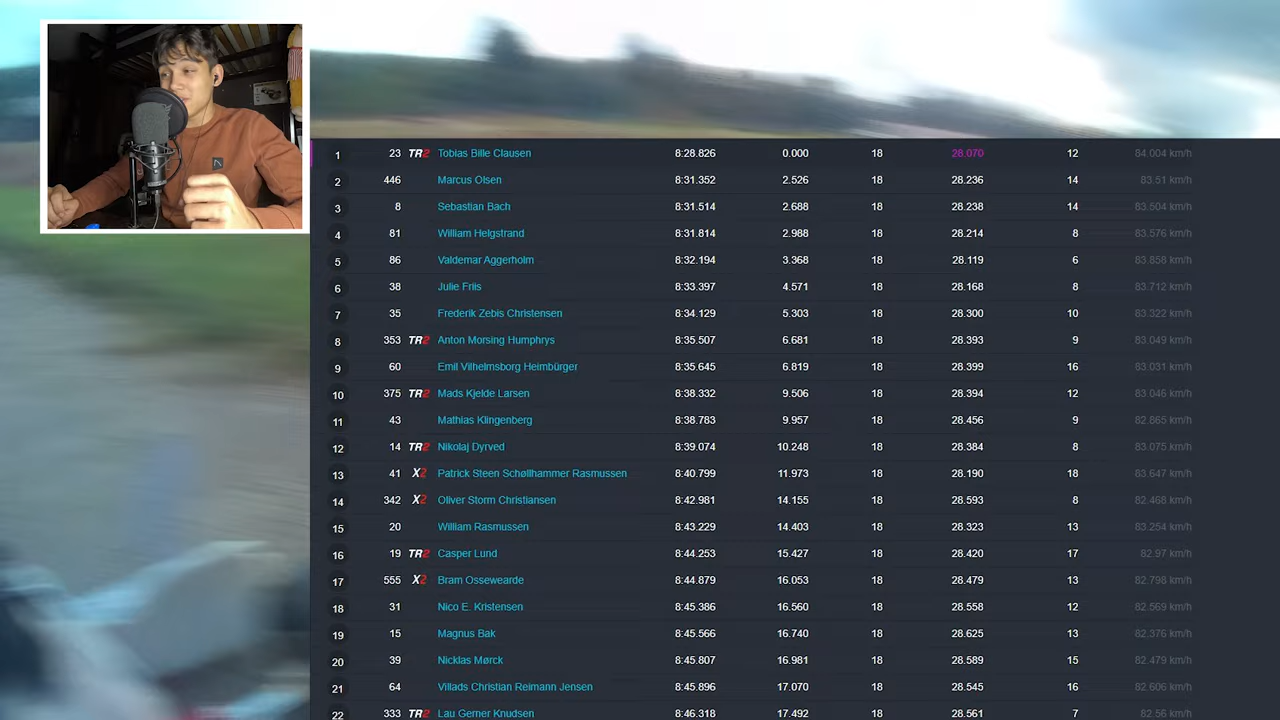 1 23 TR2 Tobias Bille Clausen 8:28.826 0.000 18 28.070 12 84.004 km/h
2 446 Marcus Olsen 8:31.352 2.526 18 28.236 14 83.51 km/h
3 8 Sebastian Bach 8:31.514 2.688 18 28.238 14 83.504 km/h
4 81 William Helgstrand 8:31.814 2.988 18 28.214 8 83.576 km/h
5 86 Valdemar Aggerholm 8:32.194 3.368 18 28.119 6 83.858 km/h
6 38 Julie Friis 8:33.397 4.571 18 28.168 8 83.712 km/h
7 35 Frederik Zebis Christensen 8:34.129 5.303 18 28.300 10 83.322 km/h
8 353 TR2 Anton Morsing Humphrys 8:35.507 6.681 18 28.393 9 83.049 km/h
9 60 Emil Vilhelmsborg Heimbürger 8:35.645 6.819 18 28.399 16 83.031 km/h
10 375 TR2 Mads Kjelde Larsen 8:38.332 9.506 18 28.394 12 83.046 km/h
11 43 Mathias Klingenberg 8:38.783 9.957 18 28.456 9 82.865 km/h
12 14 TR2 Nikolaj Dyrved 8:39.074 10.248 18 28.384 8 83.075 km/h
13 41 X2 Patrick Steen Schøllhammer Rasmussen 8:40.799 11.973 18 28.190 18 83.647 km/h
14 342 X2 Oliver Storm Christiansen 8:42.981 14.155 18 28.593 8 82.468 km/h
15 20 William Rasmussen 8:43.229 14.403 18 28.323 13 83.254 km/h
16 19 TR2 Casper Lund 8:44.253 15.427 18 28.420 17 82.97 km/h
17 555 X2 Bram Ossewearde 8:44.879 16.053 18 28.479 13 82.798 km/h
18 31 Nico E. Kristensen 8:45.386 16.560 18 28.558 12 82.569 km/h
19 15 Magnus Bak 8:45.566 16.740 18 28.625 13 82.376 km/h
20 39 Nicklas Mørck 8:45.807 16.981 18 28.589 15 82.479 km/h
21 64 Villads Christian Reimann Jensen 8:45.896 17.070 18 28.545 16 82.606 km/h
22 333 TR2 Lau Gerner Knudsen 8:46.318 17.492 18 28.561 7 82.56 km/h